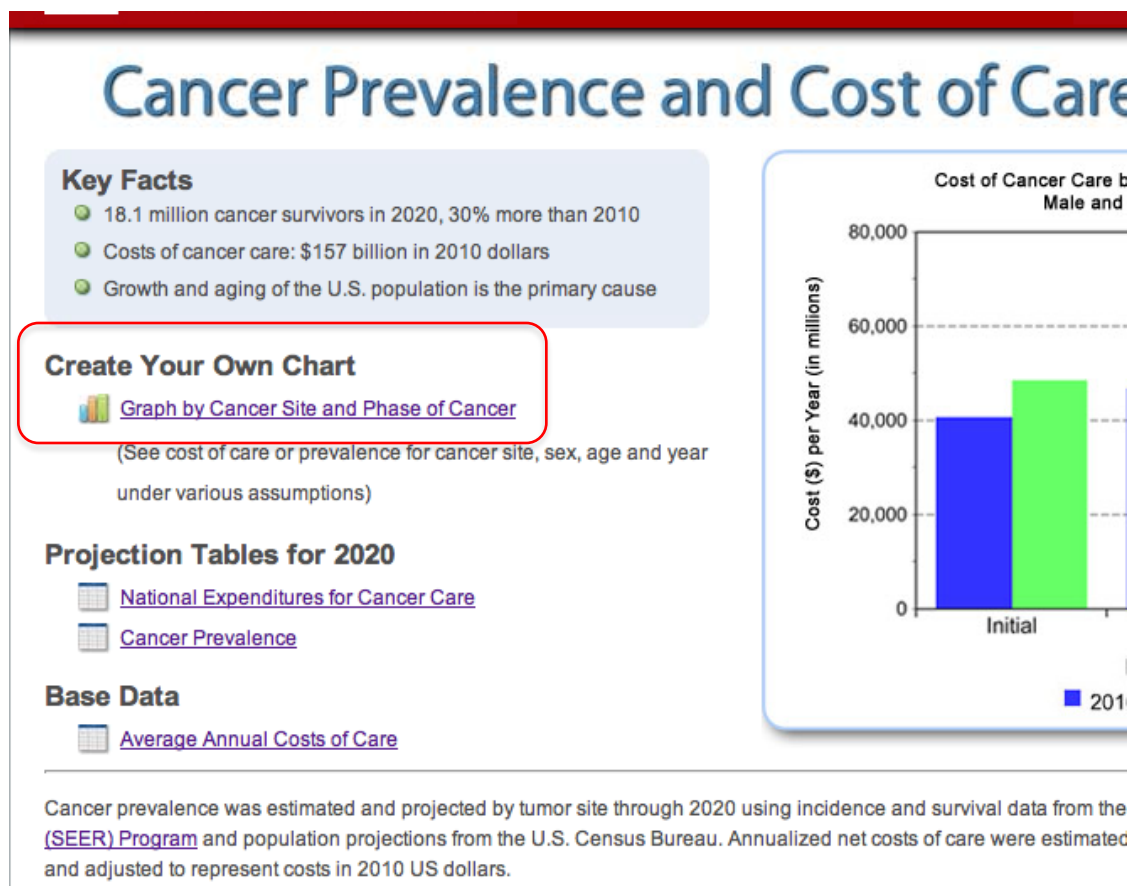 Cancer Prevalence and Cost of Care
Key Facts
18.1 million cancer survivors in 2020, 30% more than 2010
Costs of cancer care: $157 billion in 2010 dollars
Growth and aging of the U.S. population is the primary cause
Create Your Own Chart
Graph by Cancer Site and Phase of Cancer
(See cost of care or prevalence for cancer site, sex, age and year
under various assumptions)
Projection Tables for 2020
National Expenditures for Cancer Care
Cancer Prevalence
Base Data
Average Annual Costs of Care
Cost of Cancer Care b
Male and
Cost ($) per Year (in millions)
80,000
60,000
40,000
20,000
0
Initial
201
Cancer prevalence was estimated and projected by tumor site through 2020 using incidence and survival data from the
(SEER) Program and population projections from the U.S. Census Bureau. Annualized net costs of care were estimated
and adjusted to represent costs in 2010 US dollars.